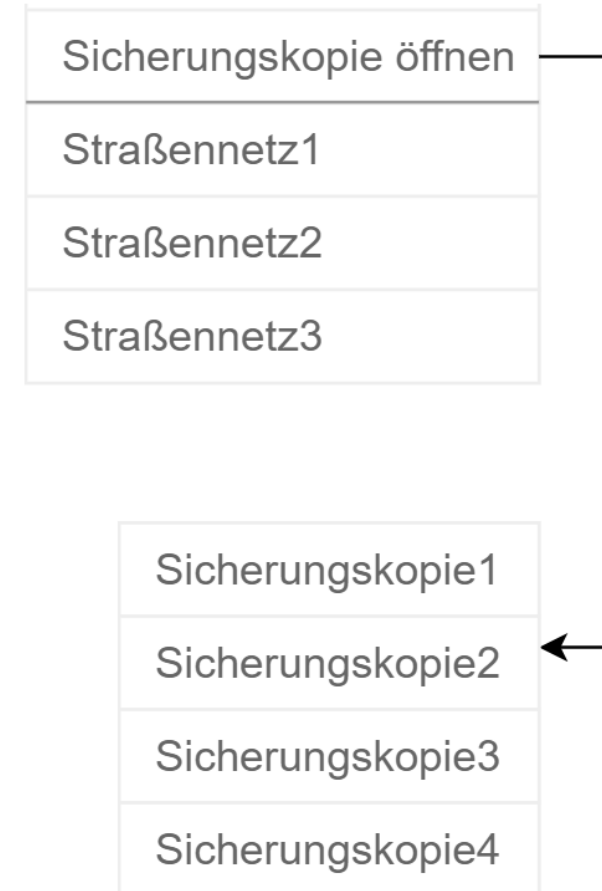 Sicherungskopie öffnen
Straßennetz1
Straßennetz2
Straßennetz3
Sicherungskopie1
Sicherungskopie2
Sicherungskopie3
Sicherungskopie4